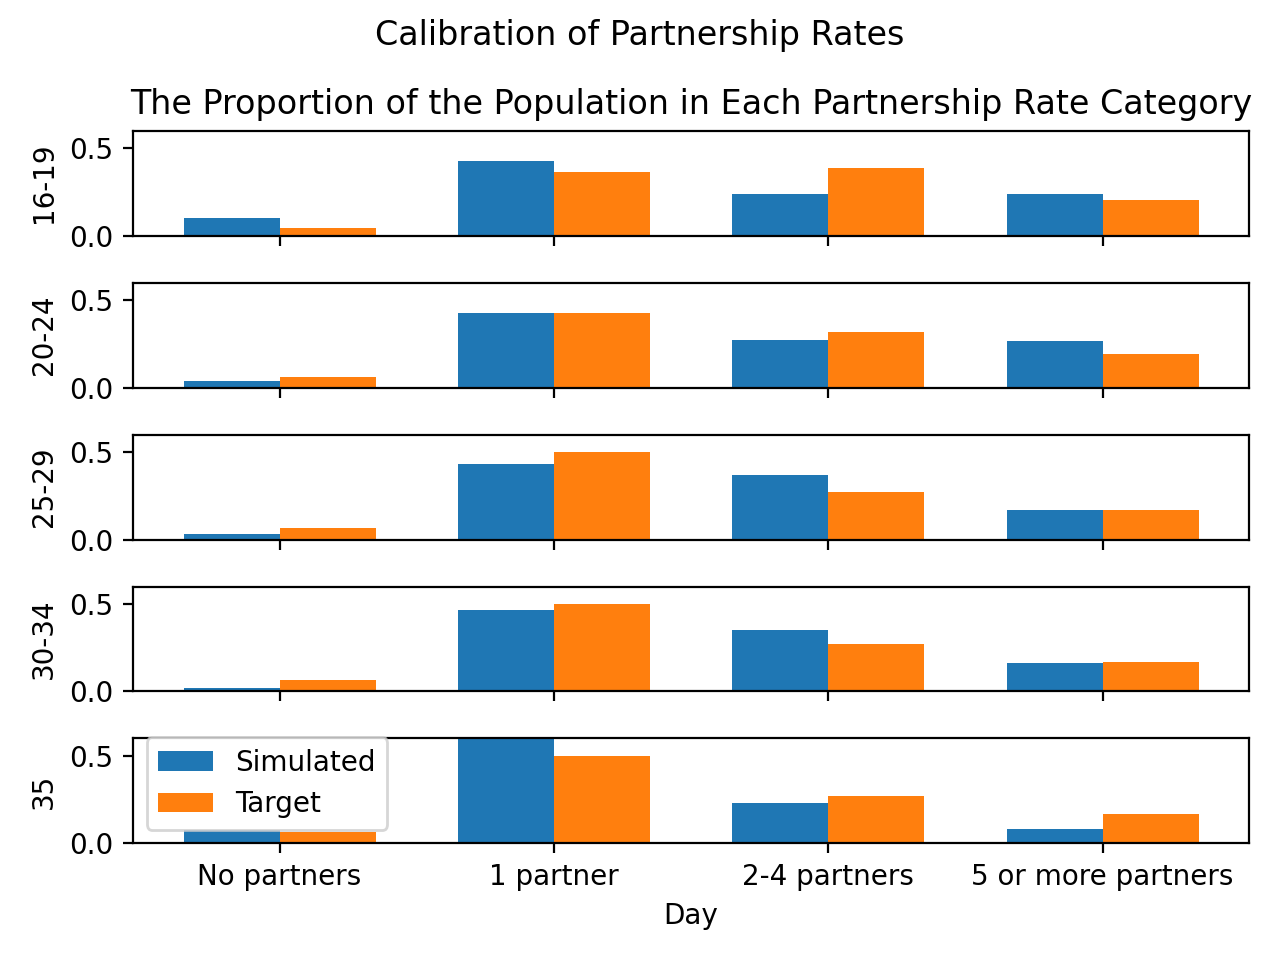 Calibration of Partnership Rates
The Proportion of the Population in Each Partnership Rate Category
0.5
0.0
16-19
0.5
0.0
20-24
0.5
0.0
25-29
0.5
0.0
30-34
0.5
0.0
35
Simulated
Target
No partners
1 partner
2-4 partners
5 or more partners
Day